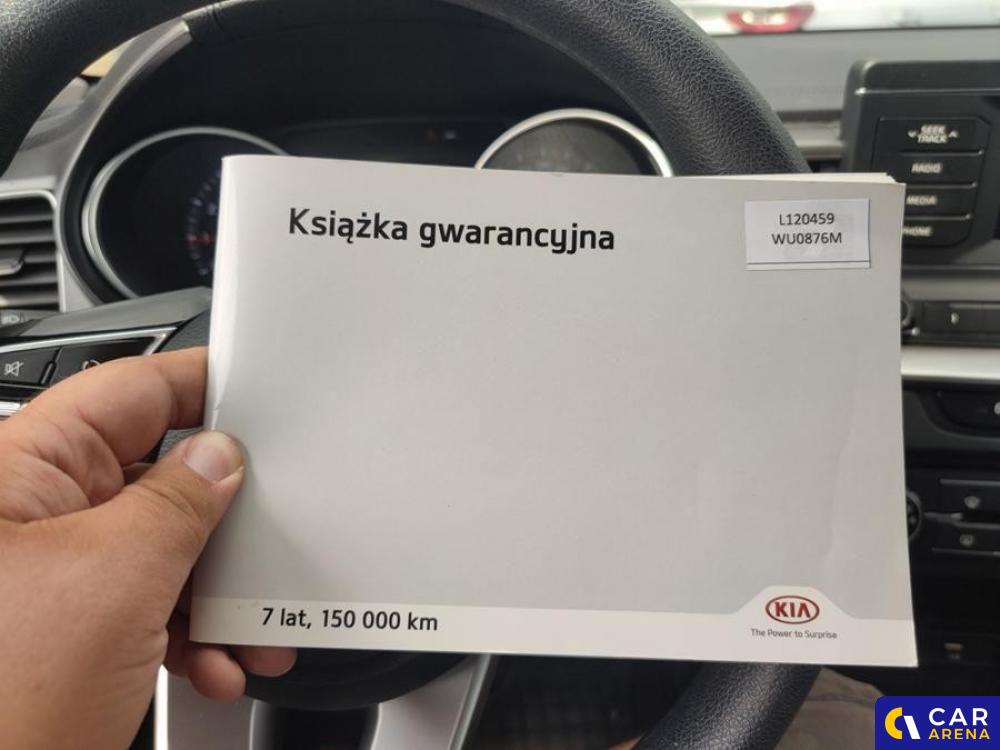 SEEK
TRACK
RADIO
MEDIA
Książka gwarancyjna
L120459
WU0876M
7 lat, 150 000 km
KIA
The Power to Surprise
CAR
ARENA